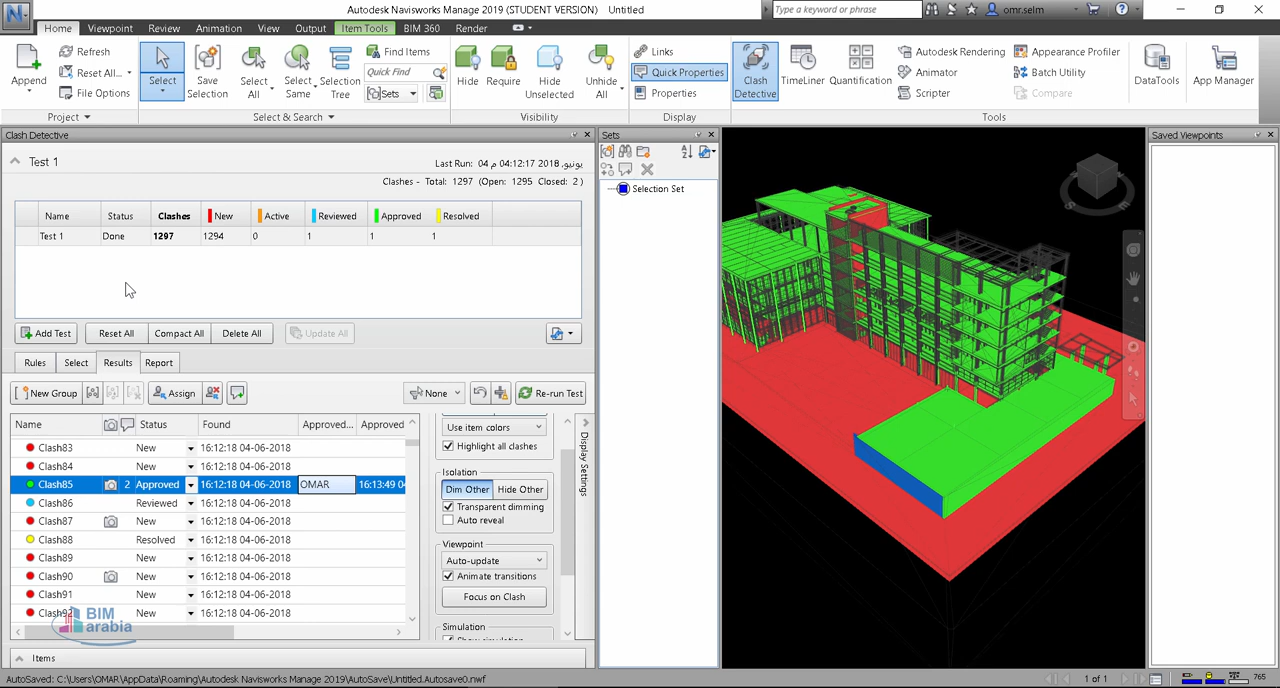 Autodesk Navisworks Manage 2019 (STUDENT VERSION) Untitled
Type a keyword or phrase
omr.selm
Home Viewpoint Review Animation View Output Item Tools BIM 360 Render
Append
Refresh
Reset All...
File Options
Project
Select
Save Selection
Select All
Select Same
Selection Tree
Find Items
Quick Find
Sets
Select & Search
Hide
Require
Hide Unselected
Unhide All
Visibility
Links
Quick Properties
Properties
Display
Clash Detective
TimeLiner
Quantification
Autodesk Rendering
Animator
Scripter
Appearance Profiler
Batch Utility
Compare
Tools
DataTools
App Manager
Clash Detective
Sets
Saved Viewpoints
Test 1
Last Run: يونيو, 2018 04:12:17 م 04
Clashes - Total: 1297 (Open: 1295 Closed: 2 )
Name Status Clashes New Active Reviewed Approved Resolved
Test 1 Done 1297 1294 0 1 1 1
Selection Set
Add Test Reset All Compact All Delete All Update All
Rules Select Results Report
New Group Assign None Re-run Test
Name Status Found Approved... Approved
Clash83 New 16:12:18 04-06-2018
Clash84 New 16:12:18 04-06-2018
Clash85 2 Approved 16:12:18 04-06-2018 OMAR 16:13:49 04
Clash86 Reviewed 16:12:18 04-06-2018
Clash87 New 16:12:18 04-06-2018
Clash88 Resolved 16:12:18 04-06-2018
Clash89 New 16:12:18 04-06-2018
Clash90 New 16:12:18 04-06-2018
Clash91 New 16:12:18 04-06-2018
Clash92 New 16:12:18 04-06-2018
BIM
arabia
Use item colors
Highlight all clashes
Isolation
Dim Other Hide Other
Transparent dimming
Auto reveal
Viewpoint
Auto-update
Animate transitions
Focus on Clash
Simulation
Show simulation
Display Settings
Items
AutoSaved: C:\Users\OMAR\AppData\Roaming\Autodesk Navisworks Manage 2019\AutoSave\Untitled.Autosave0.nwf
1 of 1
765